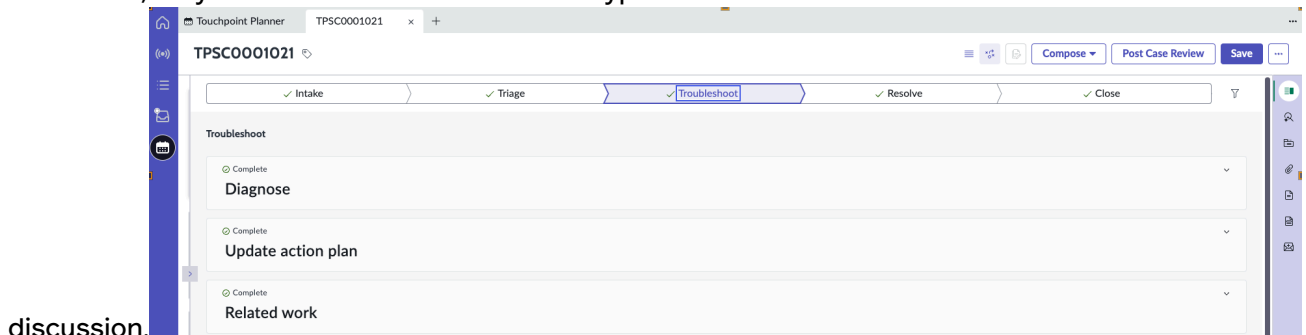 Touchpoint Planner TPSC0001021 × +
TPSC0001021
Compose Post Case Review Save
Intake Triage Troubleshoot Resolve Close
Troubleshoot
Complete
Diagnose
Complete
Update action plan
Complete
Related work
discussion.